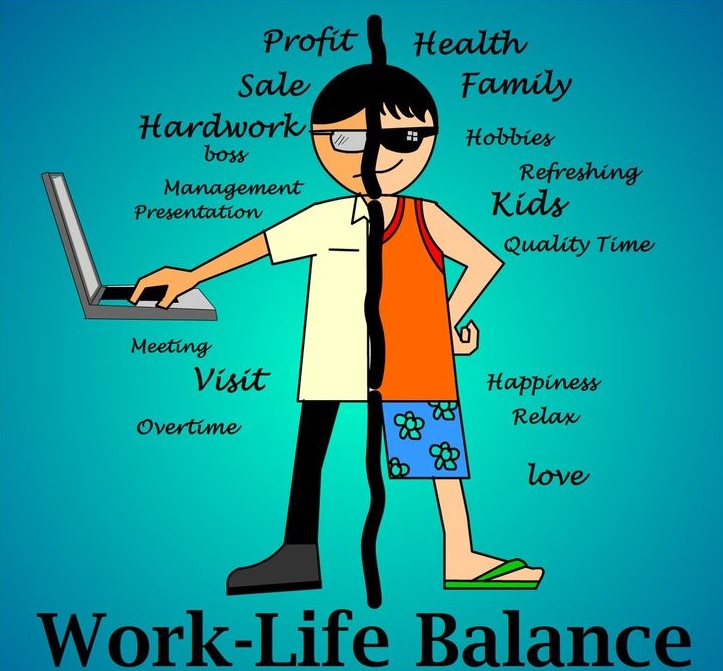 Profit
Health
Sale
Family
Hardwork
Hobbies
boss
Refreshing
Management
Kids
Presentation
Quality Time
Meeting
Visit
Happiness
Relax
Overtime
love
Work-Life Balance